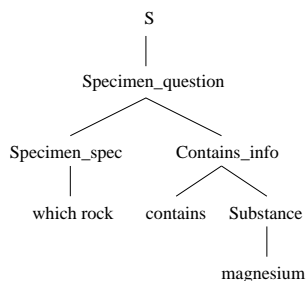 S
Specimen_question
Specimen_spec Contains_info
which rock contains Substance
magnesium